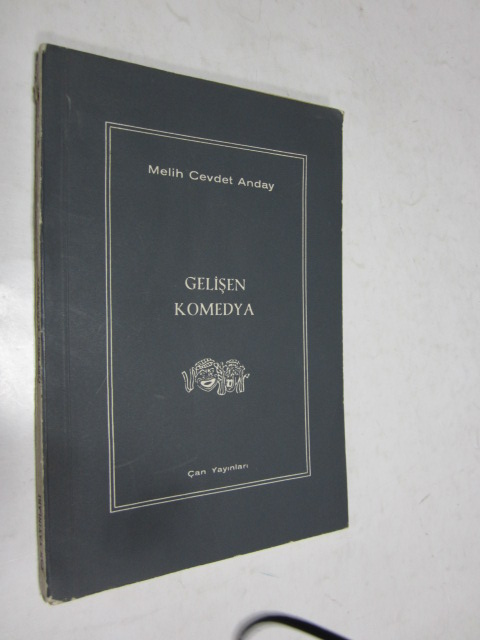 Melih Cevdet Anday
GELİŞEN
KOMEDYA
Çan Yayınları